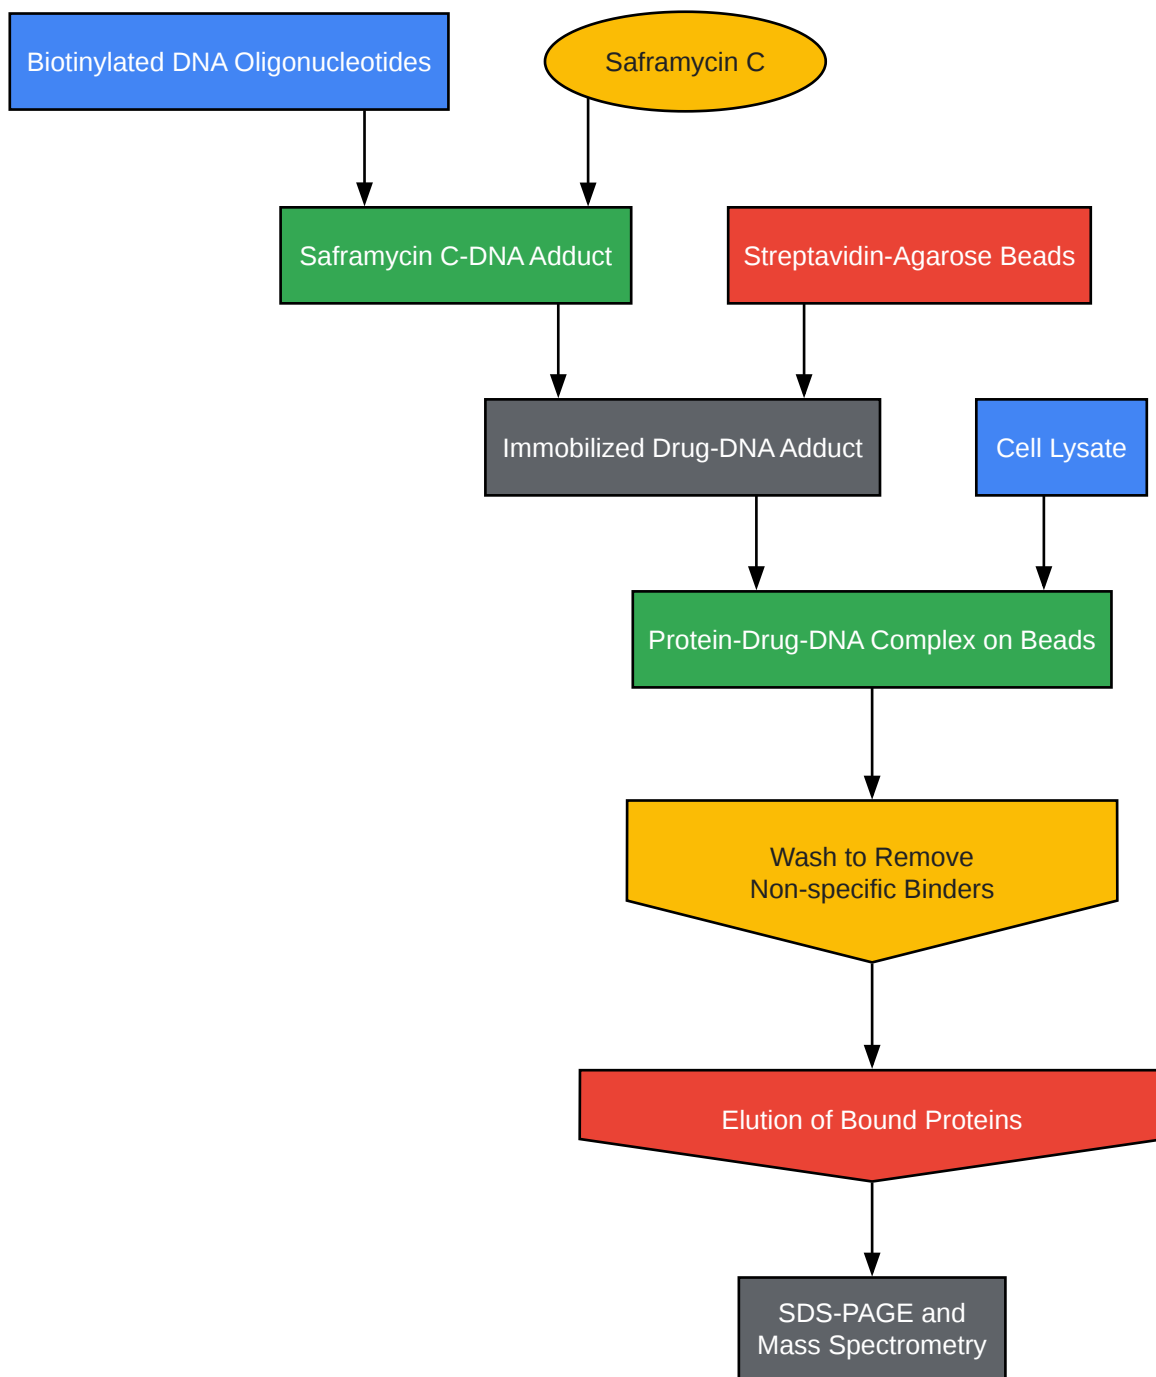 Biotinylated DNA Oligonucleotides
Saframycin C
Saframycin C-DNA Adduct
Streptavidin-Agarose Beads
Immobilized Drug-DNA Adduct
Cell Lysate
Protein-Drug-DNA Complex on Beads
Wash to Remove
Non-specific Binders
Elution of Bound Proteins
SDS-PAGE and
Mass Spectrometry